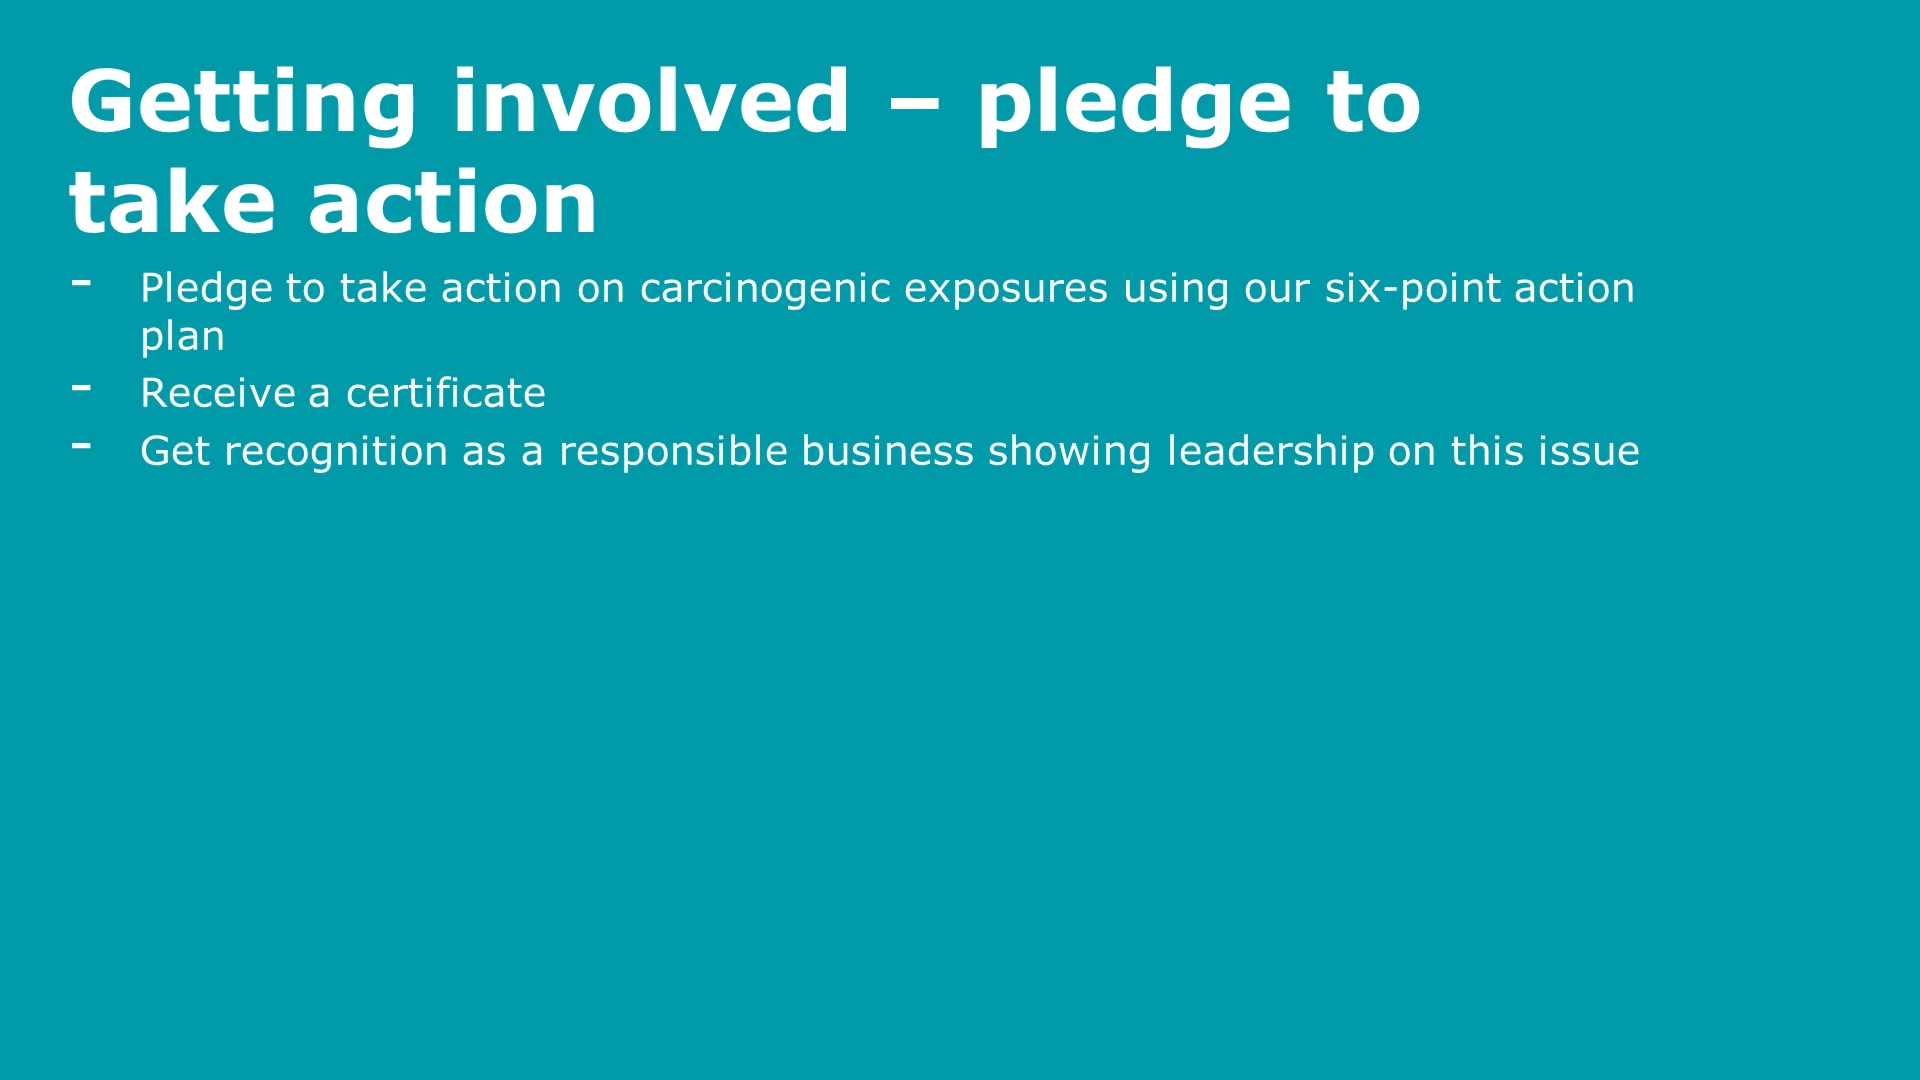 Getting involved – pledge to
take action
- Pledge to take action on carcinogenic exposures using our six-point action
plan
- Receive a certificate
- Get recognition as a responsible business showing leadership on this issue